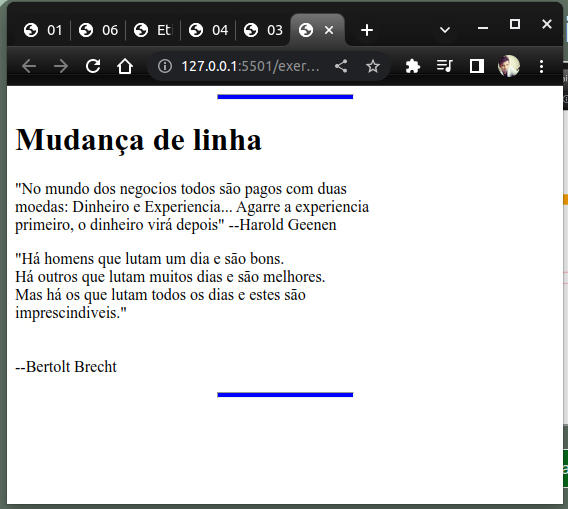 01
06
Et
04
03
127.0.0.1:5501/exer...
Mudança de linha
"No mundo dos negocios todos são pagos com duas
moedas: Dinheiro e Experiencia... Agarre a experiencia
primeiro, o dinheiro virá depois" --Harold Geenen
"Há homens que lutam um dia e são bons.
Há outros que lutam muitos dias e são melhores.
Mas há os que lutam todos os dias e estes são
imprescindiveis."
--Bertolt Brecht